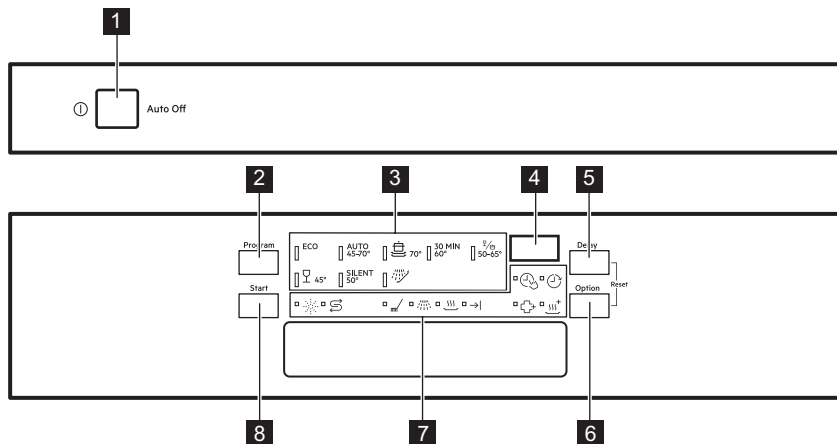 1
Auto Off
2 3 4 5
Program
Delay
ECO AUTO 45-70° 70° 30 MIN 60° 50-65°
45° SILENT 50°
Start
Option
Reset
8 7 6